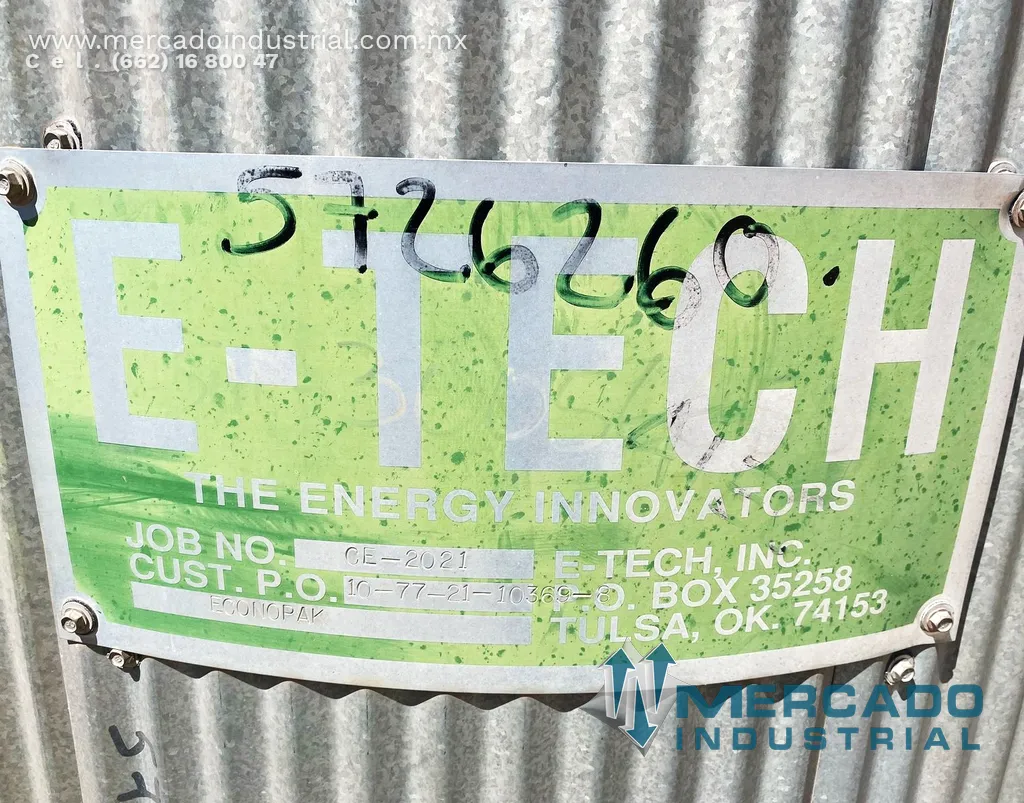 www.mercadoindustrial.com.mx
Cel. (662) 16 800 47
5726260.
E-TECH
THE ENERGY INNOVATORS
JOB NO. CE-2021
CUST. P.O. 10-77-21-10369-8
ECONOPAK
E-TECH, INC.
P.O. BOX 35258
TULSA, OK. 74153
MERCADO
INDUSTRIAL